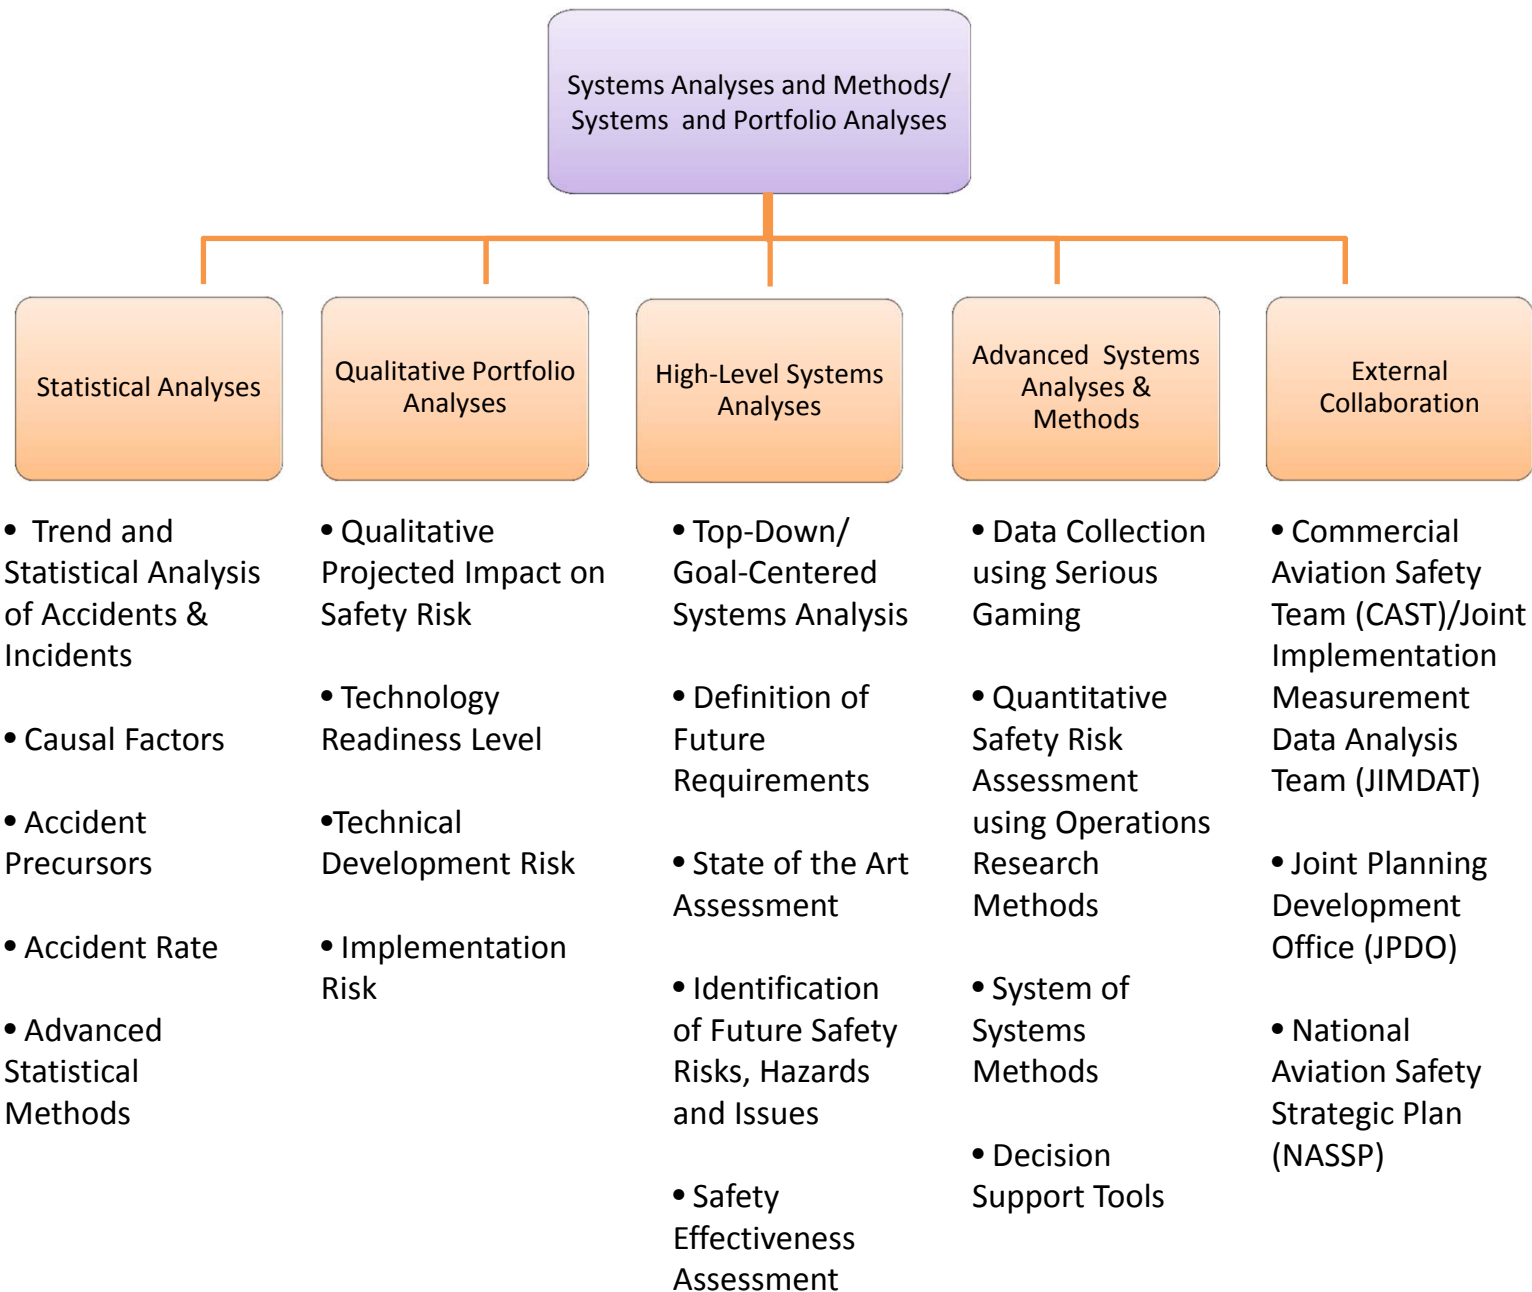 Systems Analyses and Methods/
Systems and Portfolio Analyses
Statistical Analyses
Qualitative Portfolio
Analyses
High-Level Systems
Analyses
Advanced Systems
Analyses &
Methods
External
Collaboration
• Trend and
Statistical Analysis
of Accidents &
Incidents
• Causal Factors
• Accident
Precursors
• Accident Rate
• Advanced
Statistical
Methods
• Qualitative
Projected Impact on
Safety Risk
• Technology
Readiness Level
•Technical
Development Risk
• Implementation
Risk
• Top-Down/
Goal-Centered
Systems Analysis
• Definition of
Future
Requirements
• State of the Art
Assessment
• Identification
of Future Safety
Risks, Hazards
and Issues
• Safety
Effectiveness
Assessment
• Data Collection
using Serious
Gaming
• Quantitative
Safety Risk
Assessment
using Operations
Research
Methods
• System of
Systems
Methods
• Decision
Support Tools
• Commercial
Aviation Safety
Team (CAST)/Joint
Implementation
Measurement
Data Analysis
Team (JIMDAT)
• Joint Planning
Development
Office (JPDO)
• National
Aviation Safety
Strategic Plan
(NASSP)